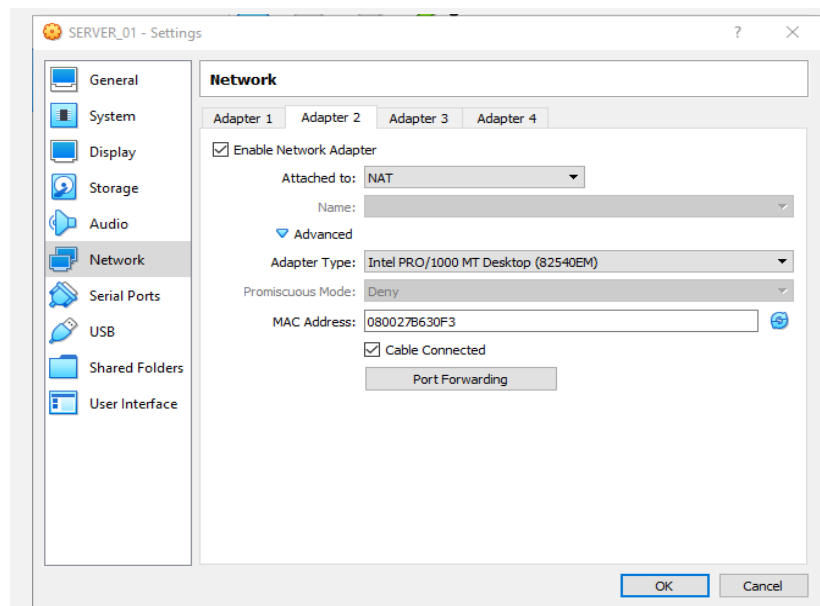 SERVER_01 - Settings
?
General
System
Display
Storage
Audio
Network
Serial Ports
USB
Shared Folders
User Interface
Network
Adapter 1 Adapter 2 Adapter 3 Adapter 4
Enable Network Adapter
Attached to: NAT
Name:
Advanced
Adapter Type: Intel PRO/1000 MT Desktop (82540EM)
Promiscuous Mode: Deny
MAC Address: 080027B630F3
Cable Connected
Port Forwarding
OK Cancel